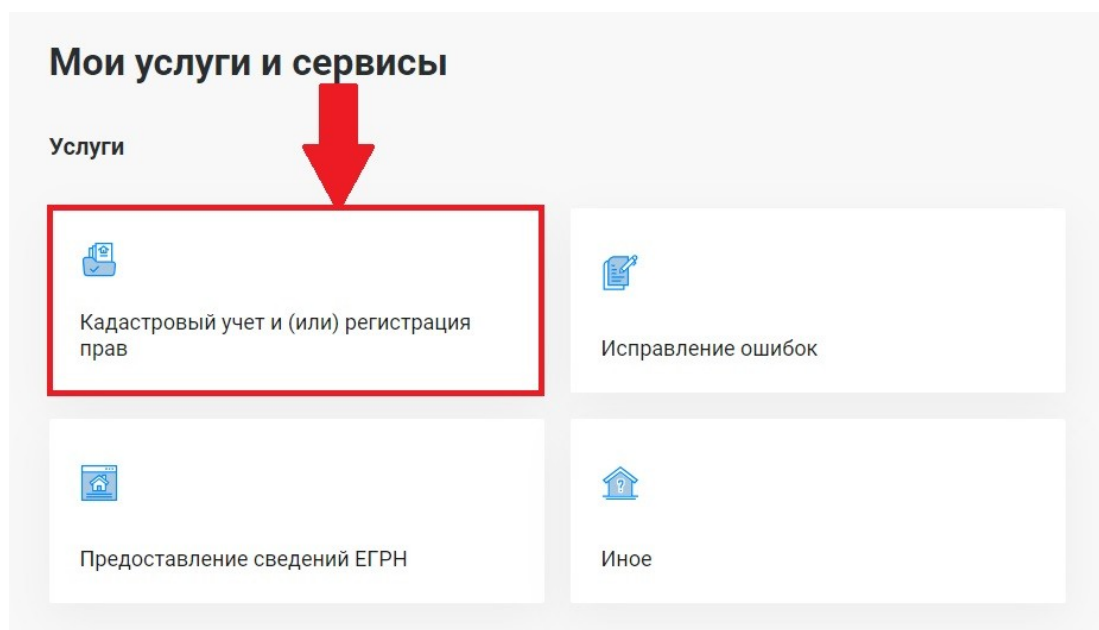 Мои услуги и сервисы
Услуги
Кадастровый учет и (или) регистрация
прав
Исправление ошибок
Предоставление сведений ЕГРН
Иное